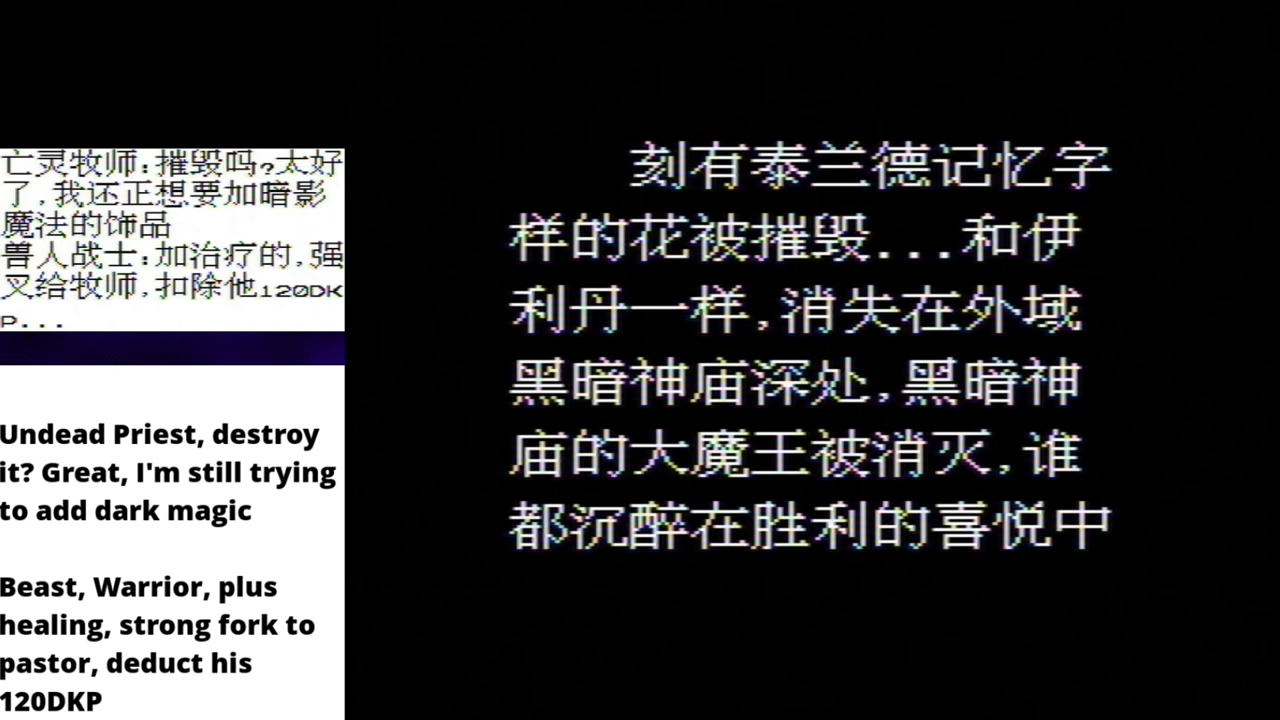 亡灵牧师:摧毁吗?太好
了,我还正想要加暗影
魔法的饰品
兽人战士:加治疗的,强
叉给牧师,扣除他120DK
P...
Undead Priest, destroy
it? Great, I'm still trying
to add dark magic
Beast, Warrior, plus
healing, strong fork to
pastor, deduct his
120DKP
刻有泰兰德记忆字
样的花被摧毁...和伊
利丹一样,消失在外域
黑暗神庙深处,黑暗神
庙的大魔王被消灭,谁
都沉醉在胜利的喜悦中